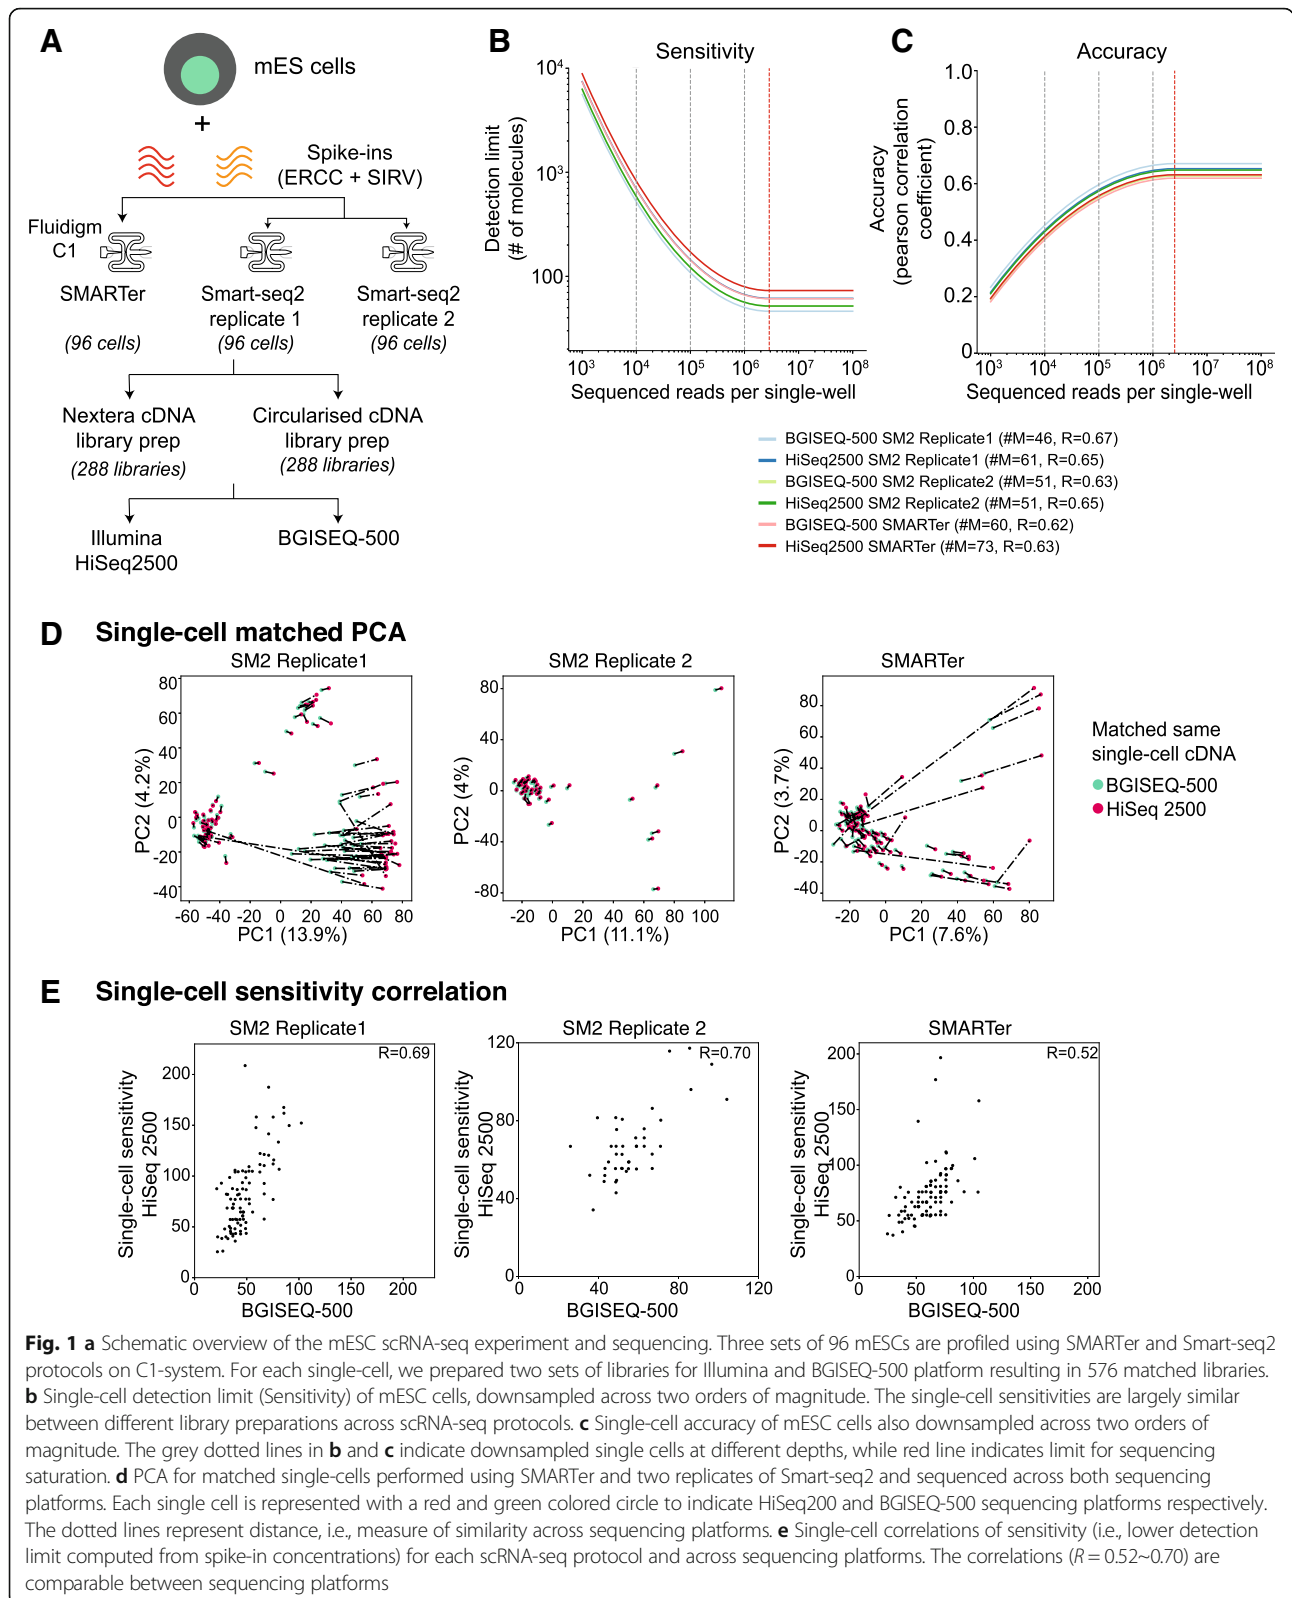 A
mES cells
+
Spike-ins
(ERCC + SIRV)
Fluidigm
C1
SMARTer
(96 cells)
Smart-seq2
replicate 1
(96 cells)
Smart-seq2
replicate 2
(96 cells)
Nextera cDNA
library prep
(288 libraries)
Circularised cDNA
library prep
(288 libraries)
Illumina
HiSeq2500
BGISEQ-500
B
Sensitivity
Detection limit
(# of molecules)
10⁴
10³
100
10³ 10⁴ 10⁵ 10⁶ 10⁷ 10⁸
Sequenced reads per single-well
C
Accuracy
Accuracy
(pearson correlation
coefficient)
1.0
0.8
0.6
0.4
0.2
0
10³ 10⁴ 10⁵ 10⁶ 10⁷ 10⁸
Sequenced reads per single-well
BGISEQ-500 SM2 Replicate1 (#M=46, R=0.67)
HiSeq2500 SM2 Replicate1 (#M=61, R=0.65)
BGISEQ-500 SM2 Replicate2 (#M=51, R=0.63)
HiSeq2500 SM2 Replicate2 (#M=51, R=0.65)
BGISEQ-500 SMARTer (#M=60, R=0.62)
HiSeq2500 SMARTer (#M=73, R=0.63)
D Single-cell matched PCA
SM2 Replicate1
PC2 (4.2%)
80
60
40
20
0
-20
-40
-60 -40 -20 0 20 40 60 80
PC1 (13.9%)
SM2 Replicate 2
PC2 (4%)
80
40
0
-40
-80
-20 0 20 40 60 80 100
PC1 (11.1%)
SMARTer
PC2 (3.7%)
80
60
40
20
0
-20
-40
-20 0 20 40 60 80
PC1 (7.6%)
Matched same
single-cell cDNA
BGISEQ-500
HiSeq 2500
E Single-cell sensitivity correlation
SM2 Replicate1
R=0.69
Single-cell sensitivity
HiSeq 2500
200
150
100
50
0
0 50 100 150 200
BGISEQ-500
SM2 Replicate 2
R=0.70
Single-cell sensitivity
HiSeq 2500
120
80
40
0
0 40 80 120
BGISEQ-500
SMARTer
R=0.52
Single-cell sensitivity
HiSeq 2500
200
150
100
50
0
0 50 100 150 200
BGISEQ-500
Fig. 1 a Schematic overview of the mESC scRNA-seq experiment and sequencing. Three sets of 96 mESCs are profiled using SMARTer and Smart-seq2
protocols on C1-system. For each single-cell, we prepared two sets of libraries for Illumina and BGISEQ-500 platform resulting in 576 matched libraries.
b Single-cell detection limit (Sensitivity) of mESC cells, downsampled across two orders of magnitude. The single-cell sensitivities are largely similar
between different library preparations across scRNA-seq protocols. c Single-cell accuracy of mESC cells also downsampled across two orders of
magnitude. The grey dotted lines in b and c indicate downsampled single cells at different depths, while red line indicates limit for sequencing
saturation. d PCA for matched single-cells performed using SMARTer and two replicates of Smart-seq2 and sequenced across both sequencing
platforms. Each single cell is represented with a red and green colored circle to indicate HiSeq200 and BGISEQ-500 sequencing platforms respectively.
The dotted lines represent distance, i.e., measure of similarity across sequencing platforms. e Single-cell correlations of sensitivity (i.e., lower detection
limit computed from spike-in concentrations) for each scRNA-seq protocol and across sequencing platforms. The correlations (R = 0.52~0.70) are
comparable between sequencing platforms